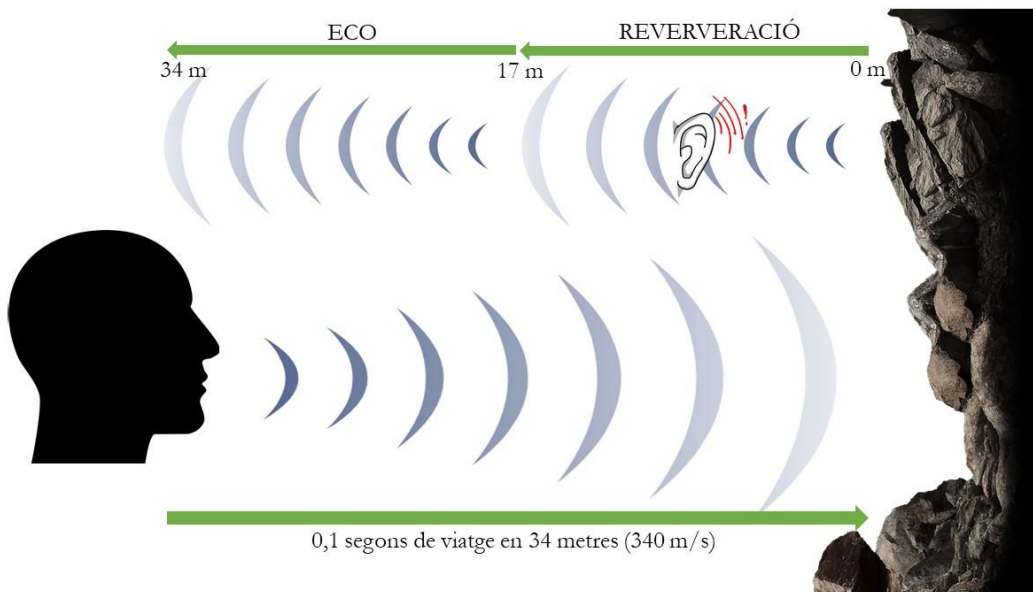 ECO
REVERVERACIÓ
34 m
17 m
0 m
!
0,1 segons de viatge en 34 metres (340 m/s)